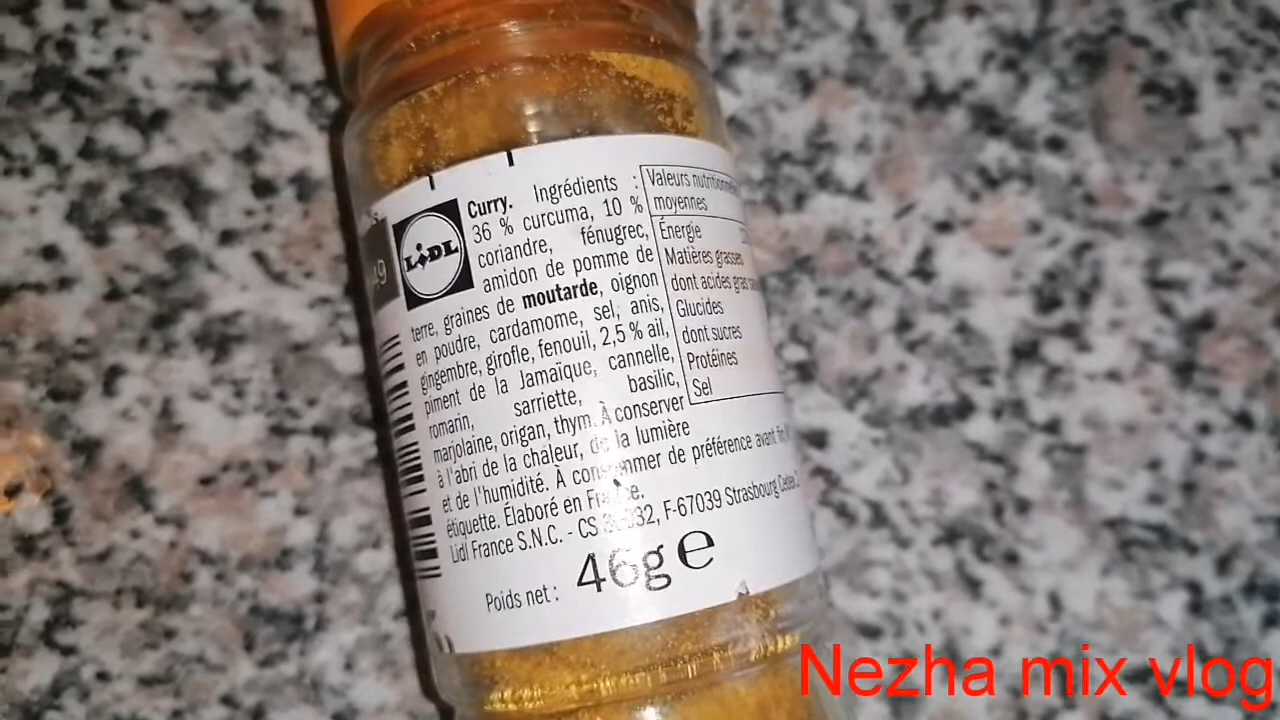 LIDL
Curry. Ingrédients :
36 % curcuma, 10 %
coriandre, fénugrec,
amidon de pomme de
terre, graines de moutarde, oignon
en poudre, cardamome, sel, anis,
gingembre, girofle, fenouil, 2,5 % ail,
piment de la Jamaïque, cannelle,
romarin, sarriette, basilic,
marjolaine, origan, thym. À conserver
à l'abri de la chaleur, de la lumière
et de l'humidité. À consommer de préférence avant
étiquette. Élaboré en France.
Lidl France S.N.C. - CS F-67039 Strasbourg Cedex 2
Poids net : 46g e
Valeurs nutritionnelles
moyennes
Énergie
Matières grasses
dont acides gras
Glucides
dont sucres
Protéines
Sel
49
Nezha mix vlog